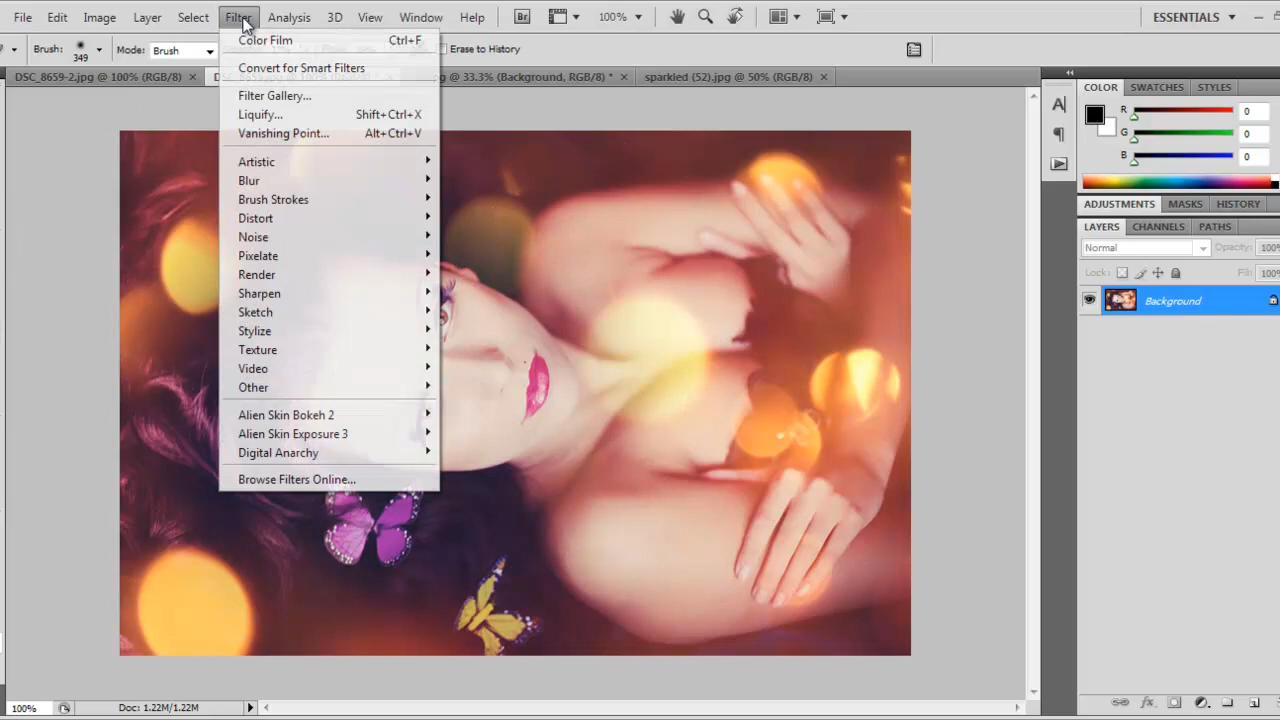 File Edit Image Layer Select Filter Analysis 3D View Window Help Br 100% ESSENTIALS
Brush: 349 Mode: Brush Erase to History
DSC_8659-2.jpg @ 100% (RGB/8) × @ 33.3% (Background, RGB/8) * × sparkled (52).jpg @ 50% (RGB/8) ×
Color Film Ctrl+F
Convert for Smart Filters
Filter Gallery...
Liquify... Shift+Ctrl+X
Vanishing Point... Alt+Ctrl+V
Artistic
Blur
Brush Strokes
Distort
Noise
Pixelate
Render
Sharpen
Sketch
Stylize
Texture
Video
Other
Alien Skin Bokeh 2
Alien Skin Exposure 3
Digital Anarchy
Browse Filters Online...
COLOR SWATCHES STYLES
R 0
G 0
B 0
ADJUSTMENTS MASKS HISTORY
LAYERS CHANNELS PATHS
Normal Opacity: 100%
Lock: Fill: 100%
Background
100% Doc: 1.22M/1.22M